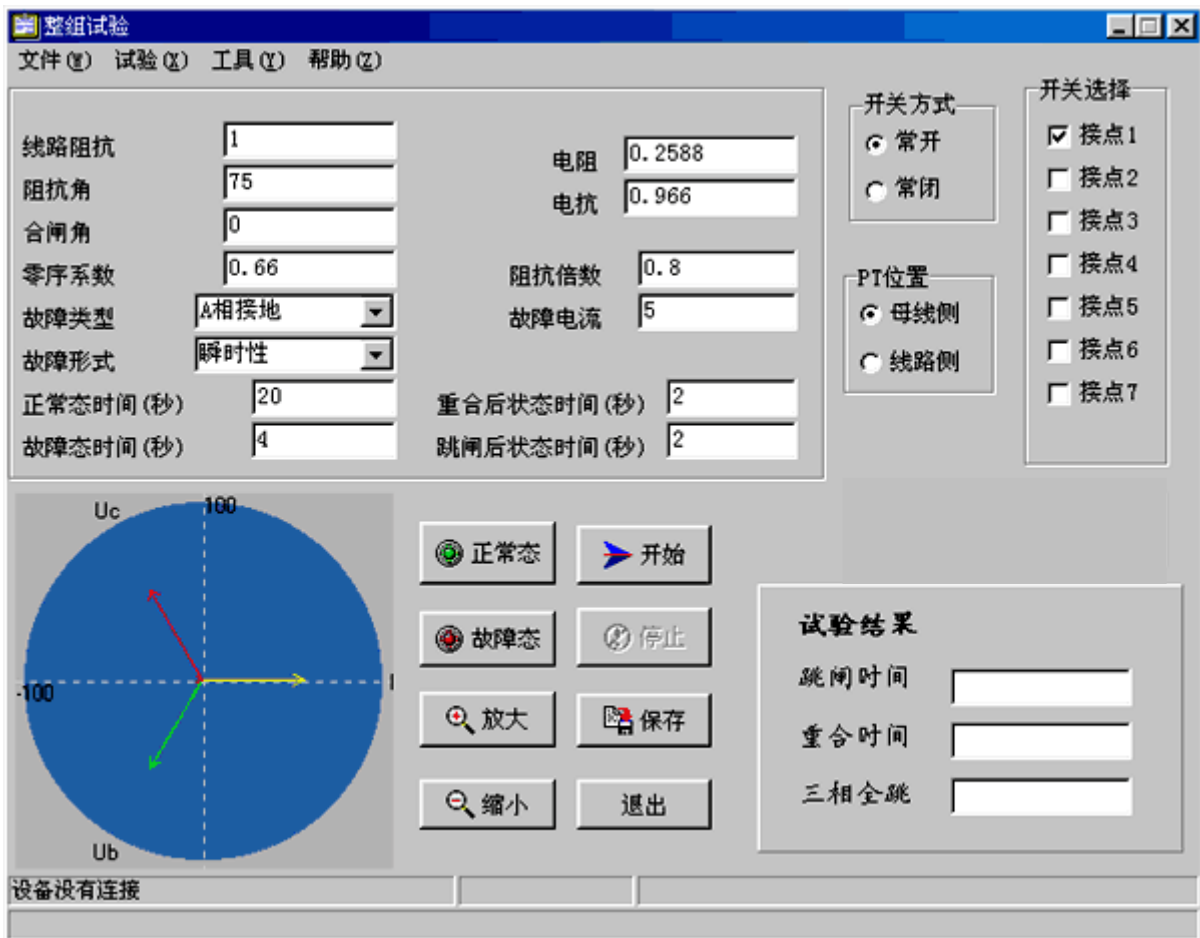 整组试验
文件(W) 试验(X) 工具(Y) 帮助(Z)
线路阻抗 1
阻抗角 75
合闸角 0
零序系数 0.66
故障类型 A相接地
故障形式 瞬时性
正常态时间(秒) 20
故障态时间(秒) 4
电阻 0.2588
电抗 0.966
阻抗倍数 0.8
故障电流 5
重合后状态时间(秒) 2
跳闸后状态时间(秒) 2
开关方式
常开
常闭
PT位置
母线侧
线路侧
开关选择
接点1
接点2
接点3
接点4
接点5
接点6
接点7
Uc
100
-100
Ub
正常态
开始
故障态
停止
放大
保存
缩小
退出
试验结果
跳闸时间
重合时间
三相全跳
设备没有连接